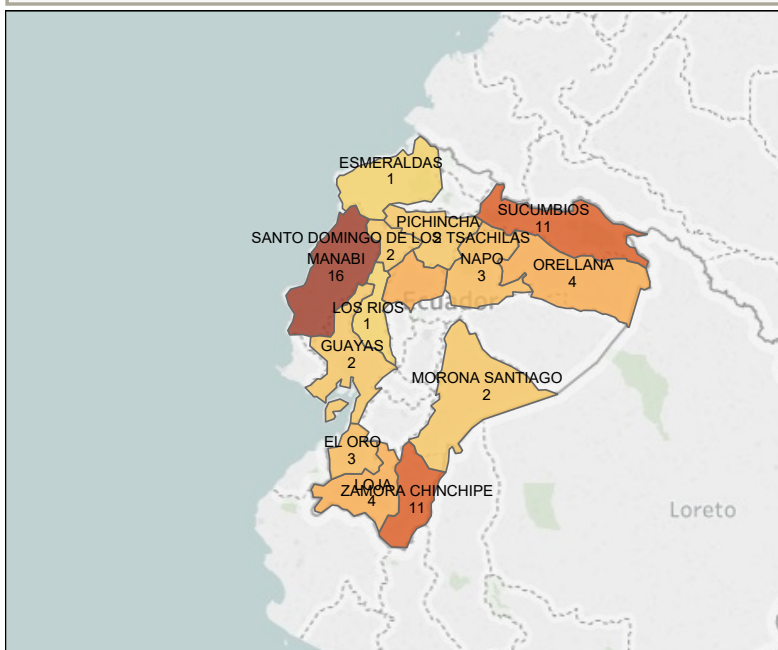 ESMERALDAS
1
SUCUMBIOS
11
PICHINCHA
2
SANTO DOMINGO DE LOS TSACHILAS
2
MANABI
16
NAPO
3
ORELLANA
4
Ecuador
LOS RIOS
1
GUAYAS
2
MORONA SANTIAGO
2
EL ORO
3
LOJA
4
ZAMORA CHINCHIPE
11
Loreto